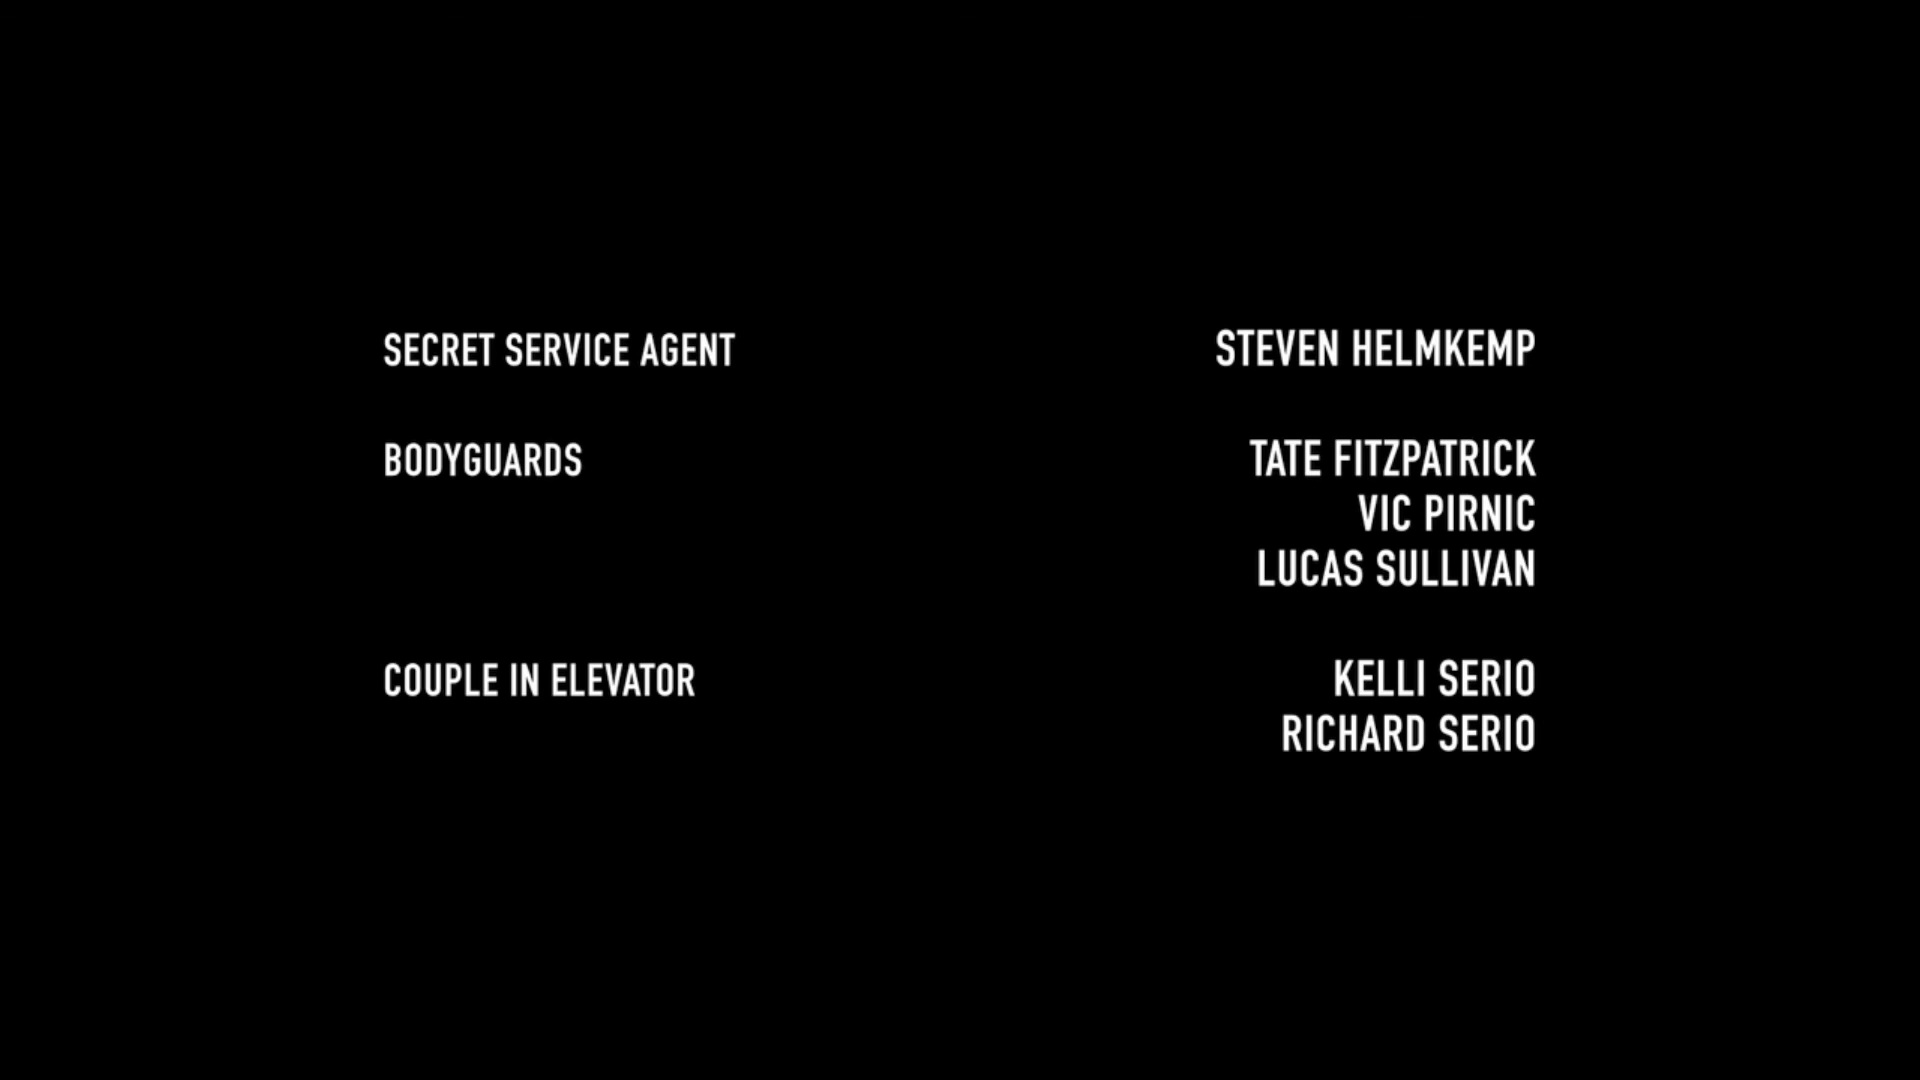 SECRET SERVICE AGENT STEVEN HELMKEMP
BODYGUARDS TATE FITZPATRICK
VIC PIRNIC
LUCAS SULLIVAN
COUPLE IN ELEVATOR KELLI SERIO
RICHARD SERIO